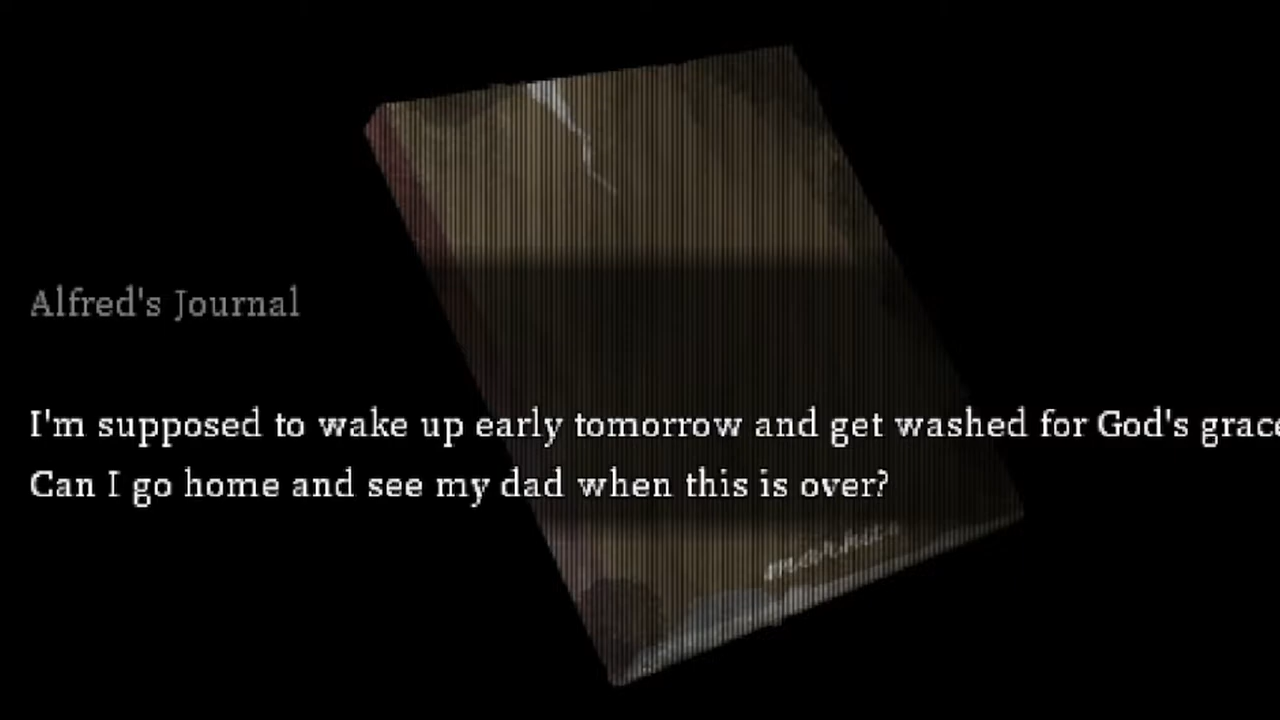 Alfred's Journal
I'm supposed to wake up early tomorrow and get washed for God's grace
Can I go home and see my dad when this is over?